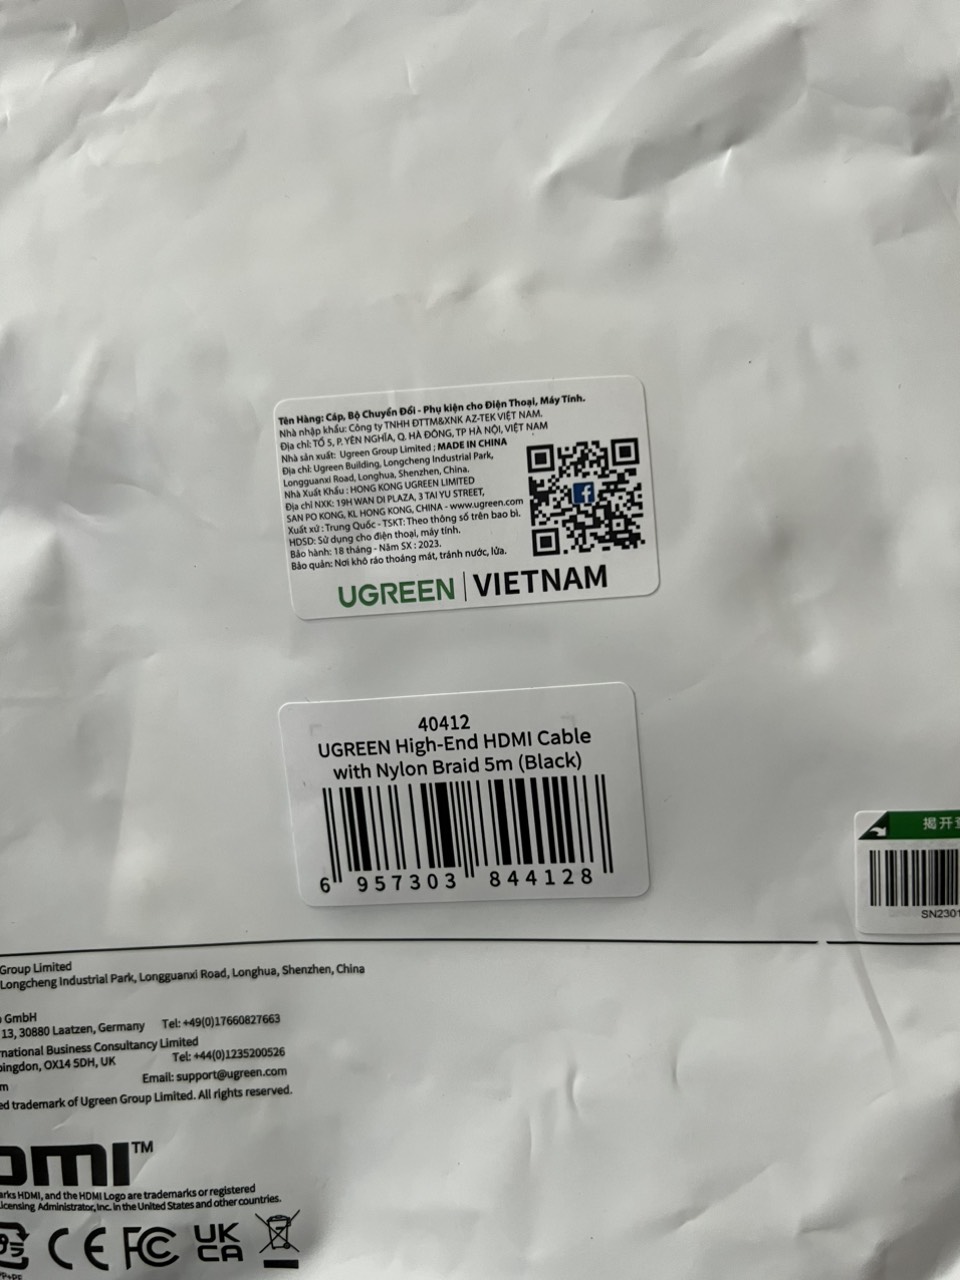 Tên Hàng: Cáp, Bộ Chuyển Đổi - Phụ kiện cho Điện Thoại, Máy Tính.
Nhà nhập khẩu: Công ty TNHH ĐTTM&XNK AZ-TEK VIỆT NAM.
Địa chỉ: TỔ 5, P. YÊN NGHĨA, Q. HÀ ĐÔNG, TP HÀ NỘI, VIỆT NAM
Nhà sản xuất: Ugreen Group Limited ; MADE IN CHINA
Địa chỉ: Ugreen Building, Longcheng Industrial Park,
Longguanxi Road, Longhua, Shenzhen, China.
Nhà Xuất Khẩu : HONG KONG UGREEN LIMITED
Địa chỉ NXK: 19H WAN DI PLAZA, 3 TAI YU STREET,
SAN PO KONG, KL HONG KONG, CHINA - www.ugreen.com
Xuất xứ : Trung Quốc - TSKT: Theo thông số trên bao bì.
HDSD: Sử dụng cho điện thoại, máy tính.
Bảo hành: 18 tháng - Năm SX : 2023.
Bảo quản: Nơi khô ráo thoáng mát, tránh nước, lửa.
UGREEN | VIETNAM
40412
UGREEN High-End HDMI Cable
with Nylon Braid 5m (Black)
6 957303 844128
揭开
SN2301
Group Limited
Longcheng Industrial Park, Longguanxi Road, Longhua, Shenzhen, China
GmbH
13, 30880 Laatzen, Germany Tel: +49(0)17660827663
national Business Consultancy Limited
bingdon, OX14 5DH, UK Tel: +44(0)1235200526
m Email: support@ugreen.com
ed trademark of Ugreen Group Limited. All rights reserved.
DMI™
arks HDMI, and the HDMI Logo are trademarks or registered
icensing Administrator, Inc. in the United States and other countries.
CE FC UK CA